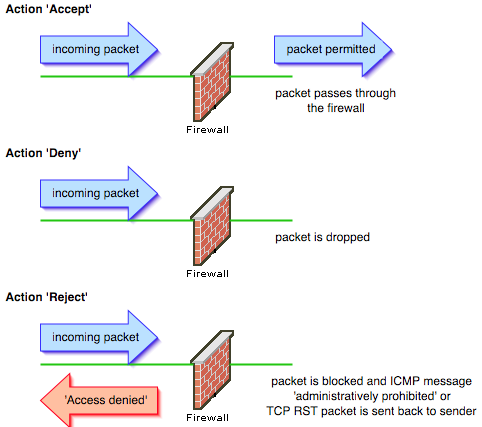 Action 'Accept'
incoming packet
packet permitted
packet passes through
the firewall
Firewall
Action 'Deny'
incoming packet
packet is dropped
Firewall
Action 'Reject'
incoming packet
Firewall
'Access denied'
packet is blocked and ICMP message
'administratively prohibited' or
TCP RST packet is sent back to sender